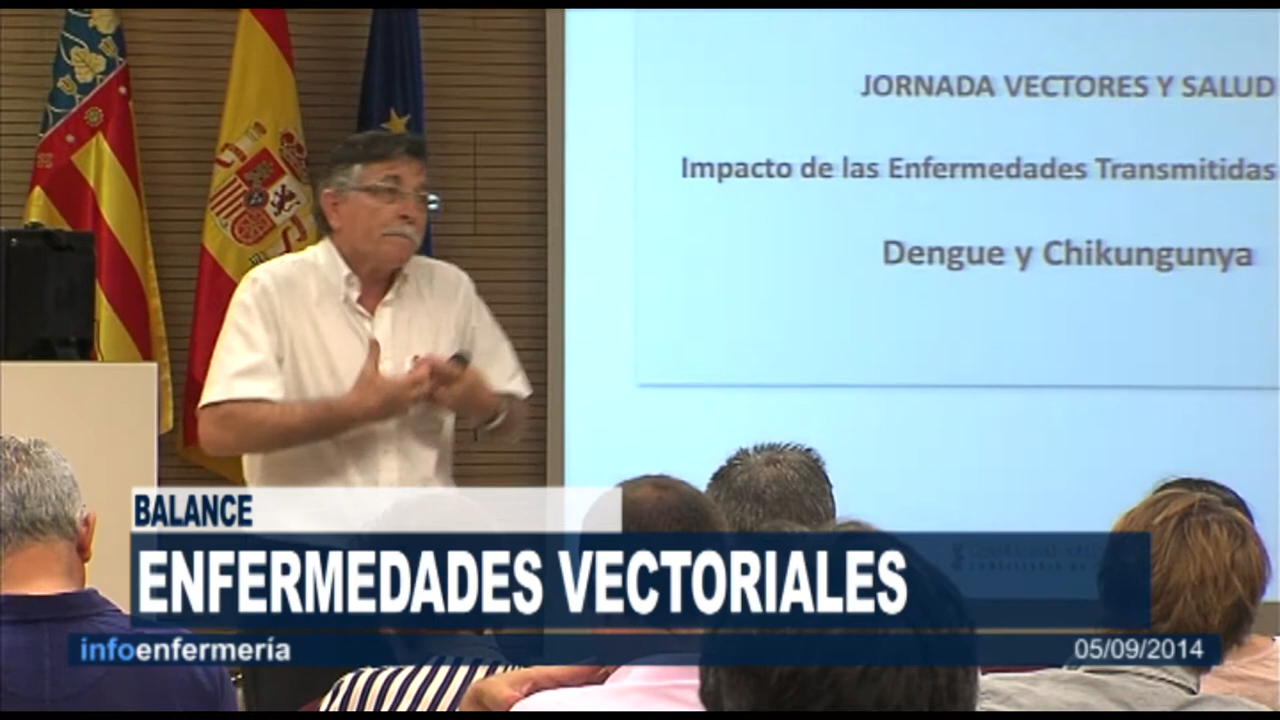 JORNADA VECTORES Y SALUD
Impacto de las Enfermedades Transmitidas
Dengue y Chikungunya
BALANCE
ENFERMEDADES VECTORIALES
infoenfermería
05/09/2014